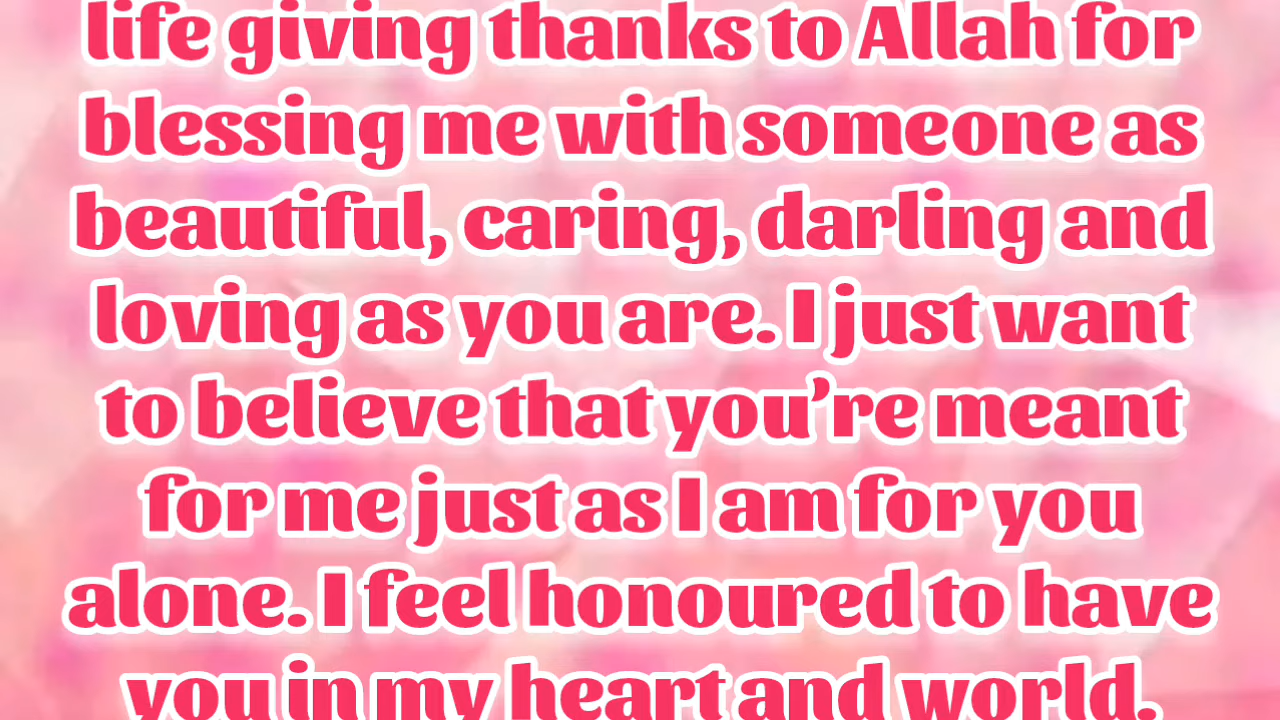 life giving thanks to Allah for
blessing me with someone as
beautiful, caring, darling and
loving as you are. I just want
to believe that you’re meant
for me just as I am for you
alone. I feel honoured to have
you in my heart and world.